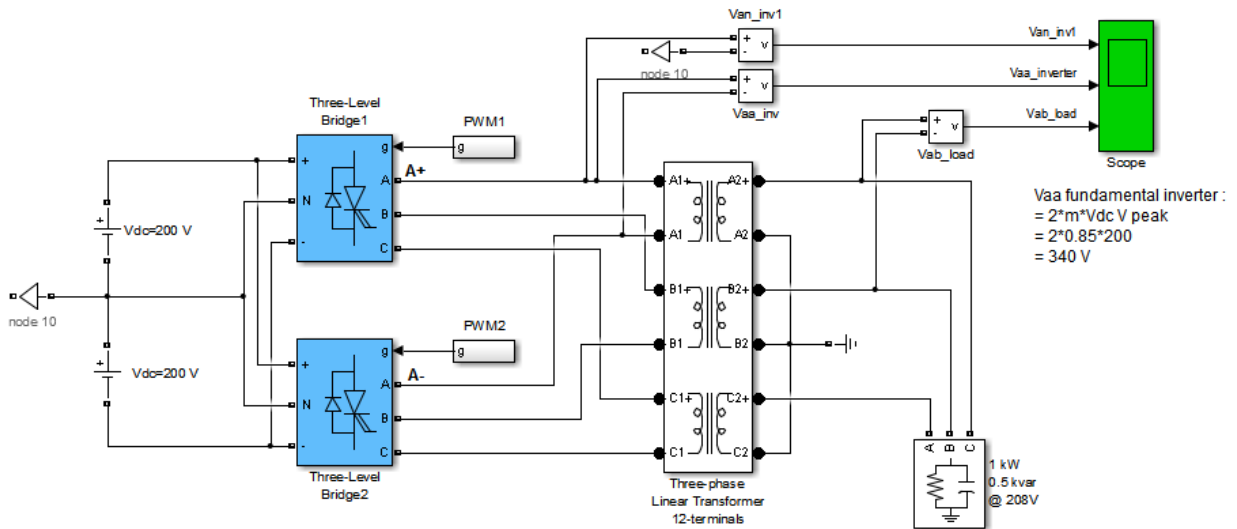 Van_inv1
+
-
v
Van_inv1
node 10
+
-
v
Vaa_inverter
Vaa_inv
Three-Level
Bridge1
PWM1
g
g
+
N
-
A
B
C
A+
+
-
v
Vab_load
Vab_load
Scope
Vaa fundamental inverter :
= 2*m*Vdc V peak
= 2*0.85*200
= 340 V
+
Vdc=200 V
node 10
A1+
A2+
A1
A2
B1+
B2+
B1
B2
C1+
C2+
C1
C2
PWM2
g
g
+
N
-
A
B
C
A-
+
Vdc=200 V
Three-Level
Bridge2
Three-phase
Linear Transformer
12-terminals
A
B
C
1 kW
0.5 kvar
@ 208V